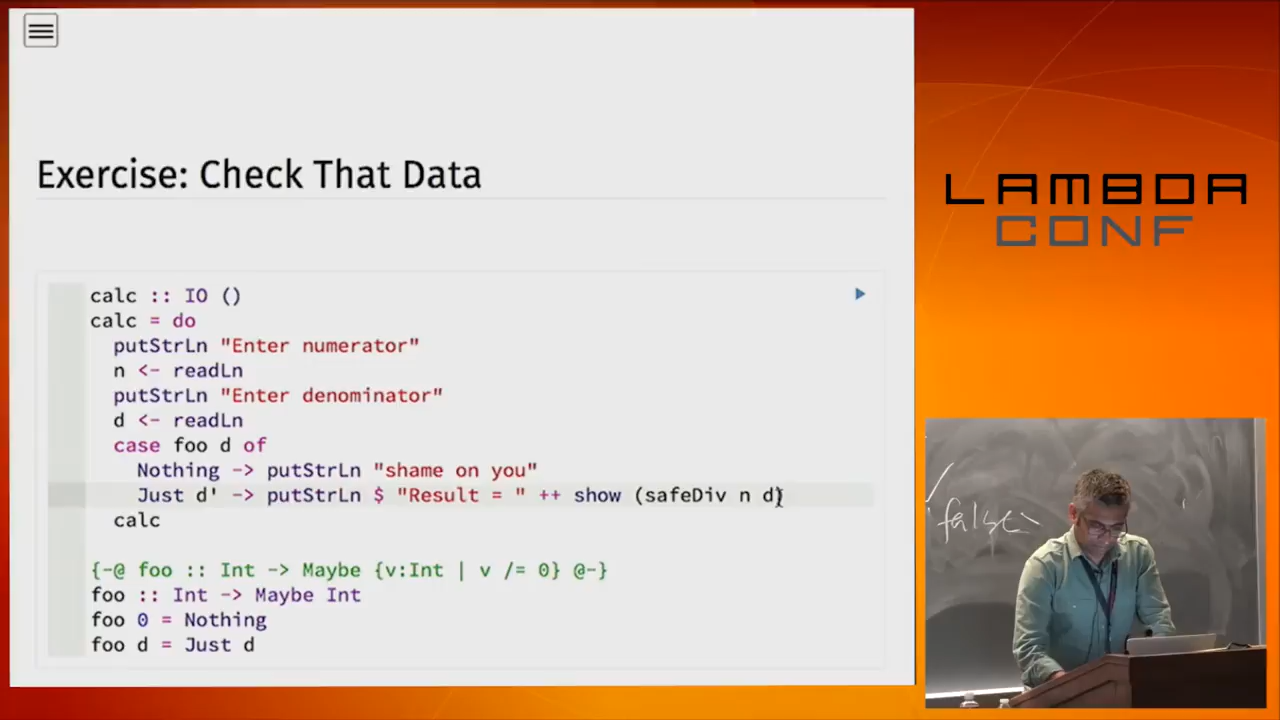 Exercise: Check That Data
calc :: IO ()
calc = do
  putStrLn "Enter numerator"
  n <- readLn
  putStrLn "Enter denominator"
  d <- readLn
  case foo d of
    Nothing -> putStrLn "shame on you"
    Just d' -> putStrLn $ "Result = " ++ show (safeDiv n d)
  calc
{-@ foo :: Int -> Maybe {v:Int | v /= 0} @-}
foo :: Int -> Maybe Int
foo 0 = Nothing
foo d = Just d
LAMBDA
CONF
false